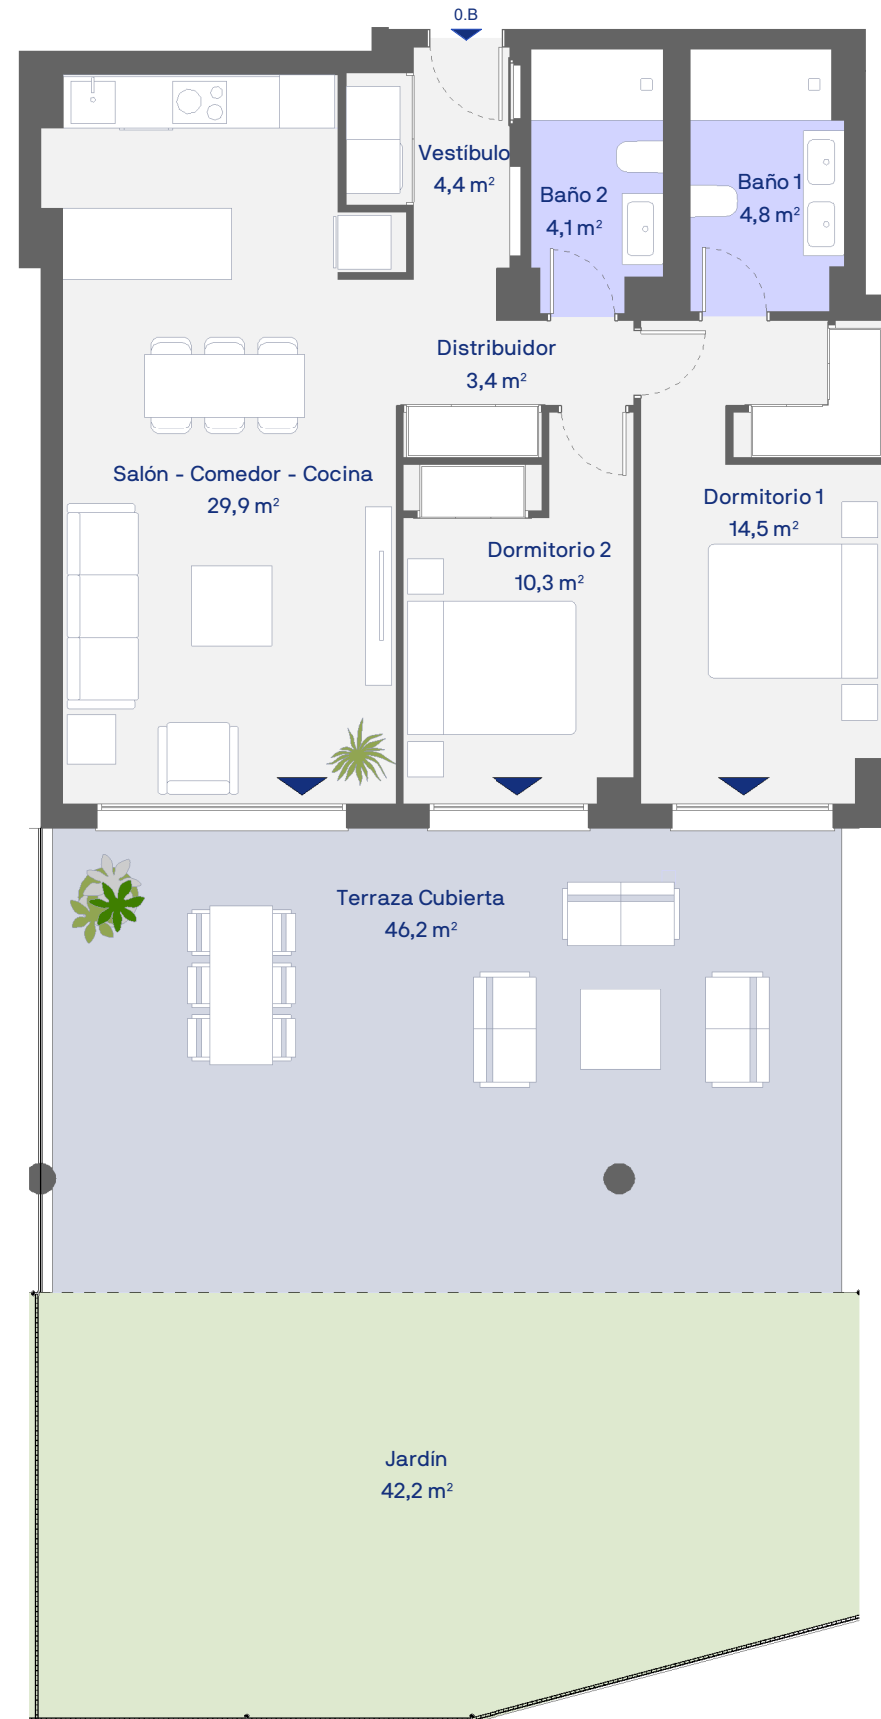 0.B
Vestíbulo
4,4 m²
Baño 2
4,1 m²
Baño 1
4,8 m²
Distribuidor
3,4 m²
Salón - Comedor - Cocina
29,9 m²
Dormitorio 1
14,5 m²
Dormitorio 2
10,3 m²
Terraza Cubierta
46,2 m²
Jardín
42,2 m²